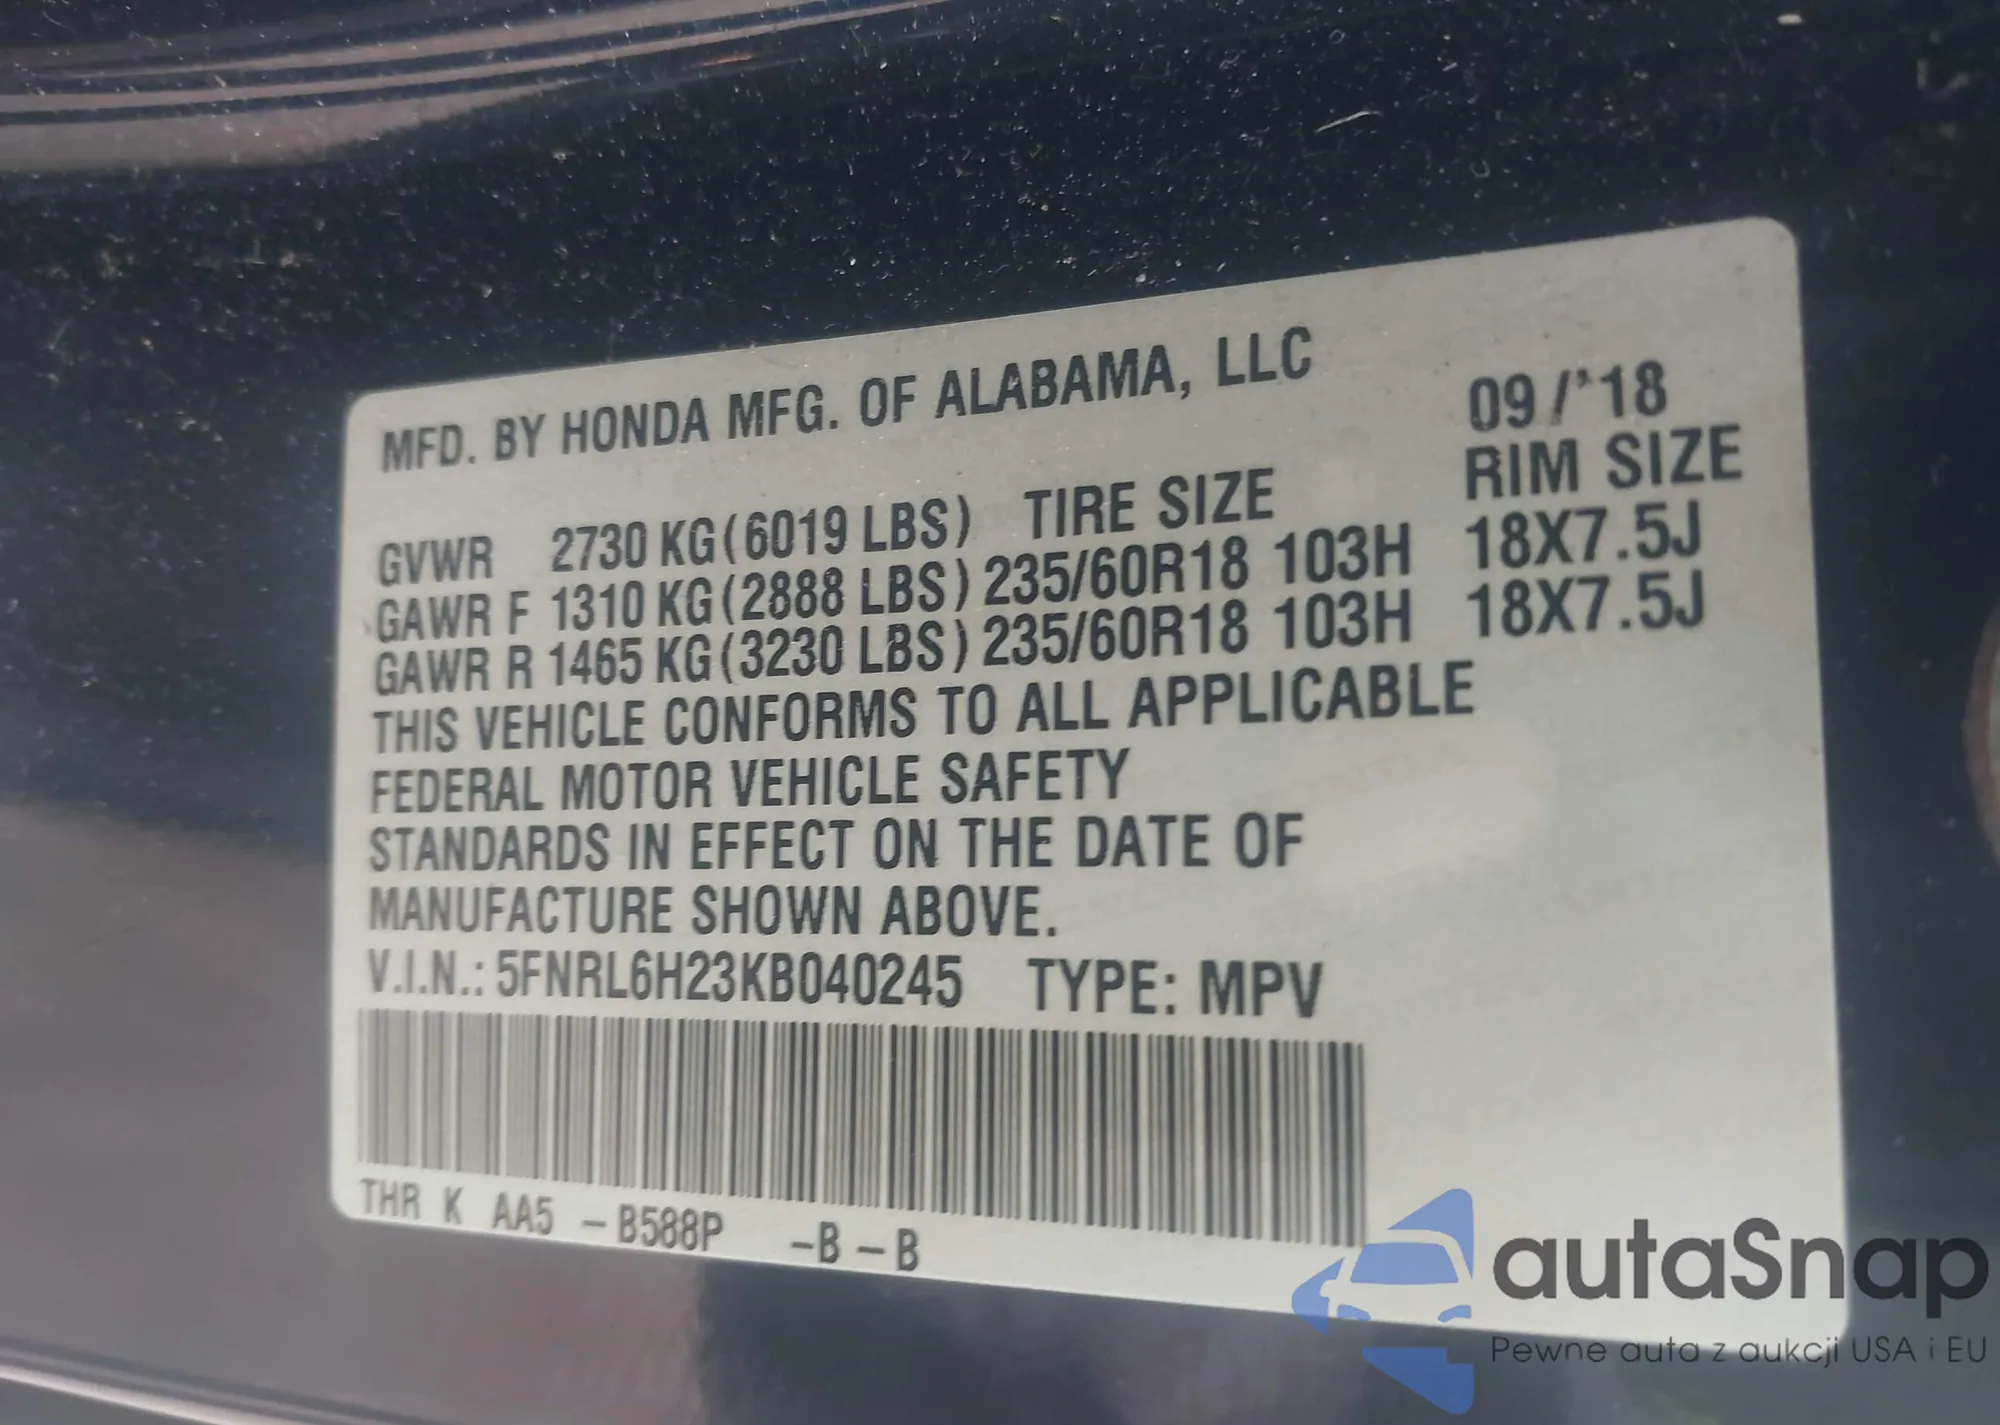 MFD. BY HONDA MFG. OF ALABAMA, LLC 09/'18
GVWR 2730 KG (6019 LBS) TIRE SIZE RIM SIZE
GAWR F 1310 KG (2888 LBS) 235/60R18 103H 18X7.5J
GAWR R 1465 KG (3230 LBS) 235/60R18 103H 18X7.5J
THIS VEHICLE CONFORMS TO ALL APPLICABLE
FEDERAL MOTOR VEHICLE SAFETY
STANDARDS IN EFFECT ON THE DATE OF
MANUFACTURE SHOWN ABOVE.
V.I.N.: 5FNRL6H23KB040245 TYPE: MPV
THR K AA5 – B588P –B – B
autaSnap
Pewne auta z aukcji USA i EU